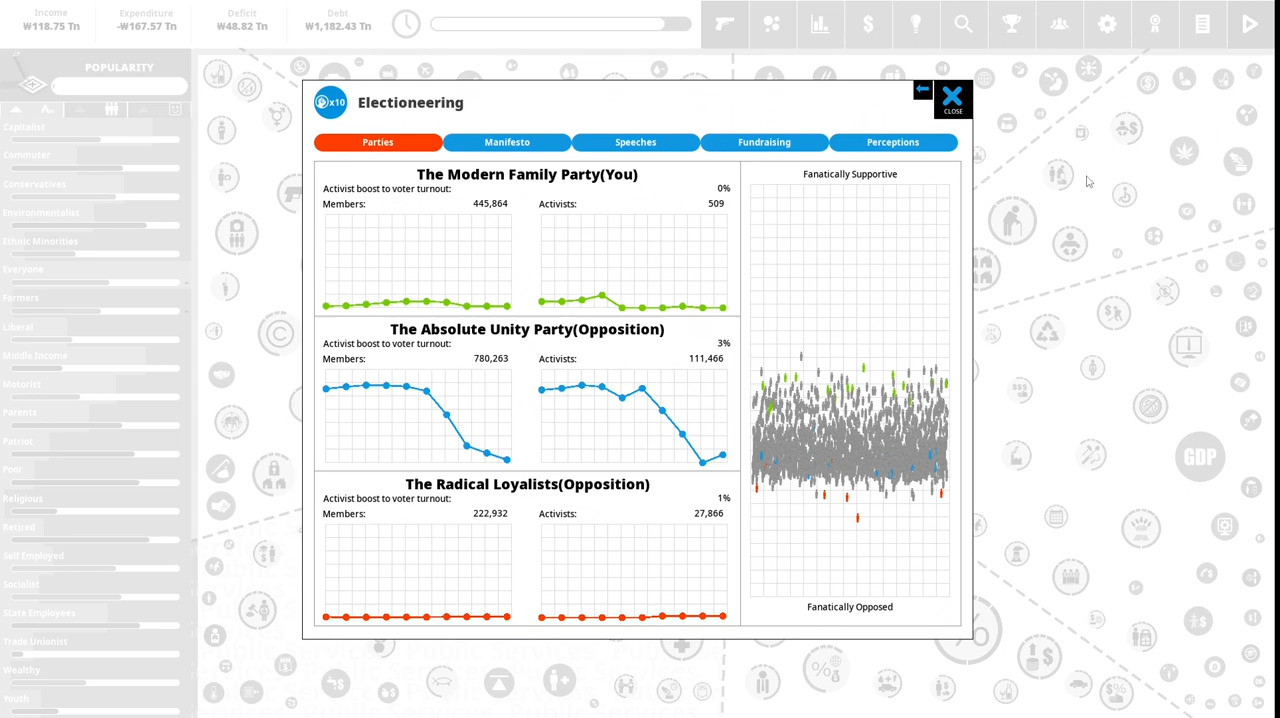 Income
Expenditure
Deficit
Debt
₩118.75 Tn
-₩167.57 Tn
₩48.82 Tn
₩1,182.43 Tn
POPULARITY
Capitalist
Commuter
Conservatives
Environmentalist
Ethnic Minorities
Everyone
Farmers
Liberal
Middle Income
Motorist
Parents
Patriot
Poor
Religious
Retired
Self Employed
Socialist
State Employees
Trade Unionist
Wealthy
Youth
x10
Electioneering
CLOSE
Parties
Manifesto
Speeches
Fundraising
Perceptions
The Modern Family Party(You)
Activist boost to voter turnout:
0%
Members:
445,864
Activists:
509
The Absolute Unity Party(Opposition)
Activist boost to voter turnout:
3%
Members:
780,263
Activists:
111,466
The Radical Loyalists(Opposition)
Activist boost to voter turnout:
1%
Members:
222,932
Activists:
27,866
Fanatically Supportive
Fanatically Opposed
GDP